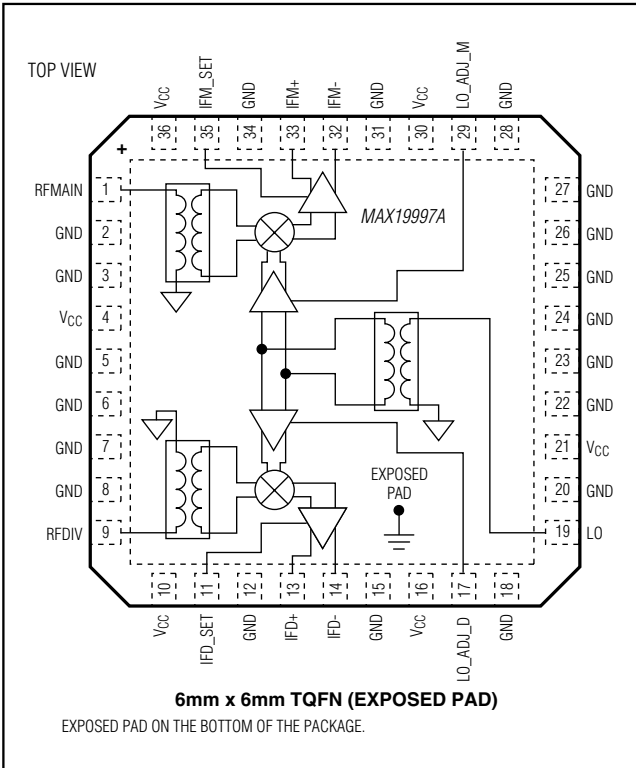 TOP VIEW
VCC
IFM_SET
GND
IFM+
IFM-
GND
VCC
LO_ADJ_M
GND
36
35
34
33
32
31
30
29
28
+
MAX19997A
RFMAIN 1
GND 2
GND 3
VCC 4
GND 5
GND 6
GND 7
GND 8
RFDIV 9
27 GND
26 GND
25 GND
24 GND
23 GND
22 GND
21 VCC
20 GND
19 LO
EXPOSED
PAD
10
11
12
13
14
15
16
17
18
VCC
IFD_SET
GND
IFD+
IFD-
GND
VCC
LO_ADJ_D
GND
6mm x 6mm TQFN (EXPOSED PAD)
EXPOSED PAD ON THE BOTTOM OF THE PACKAGE.